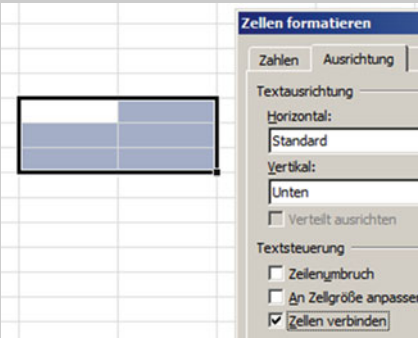 Zellen formatieren
Zahlen Ausrichtung
Textausrichtung
Horizontal:
Standard
Vertikal:
Unten
Verteilt ausrichten
Textsteuerung
Zeilenumbruch
An Zellgröße anpassen
Zellen verbinden